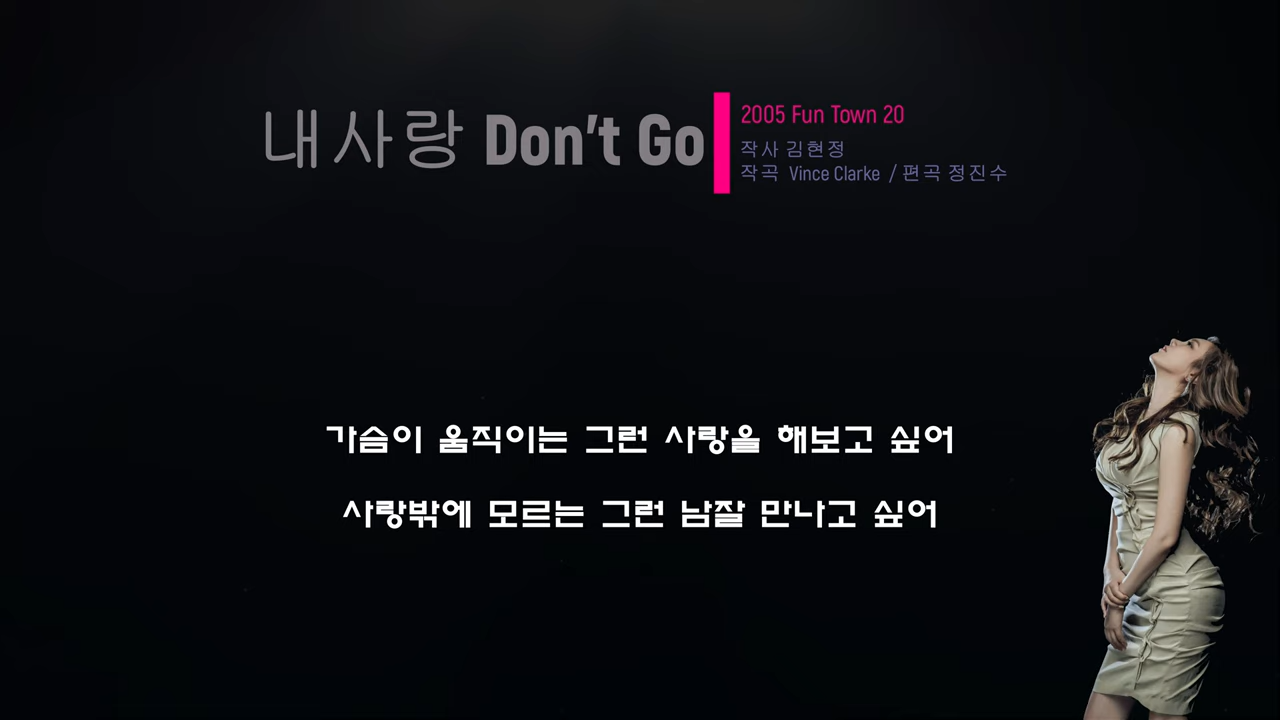 내사랑 Don't Go
2005 Fun Town 20
작사 김현정
작곡 Vince Clarke / 편곡 정진수
가슴이 움직이는 그런 사랑을 해보고 싶어
사랑밖에 모르는 그런 남잘 만나고 싶어